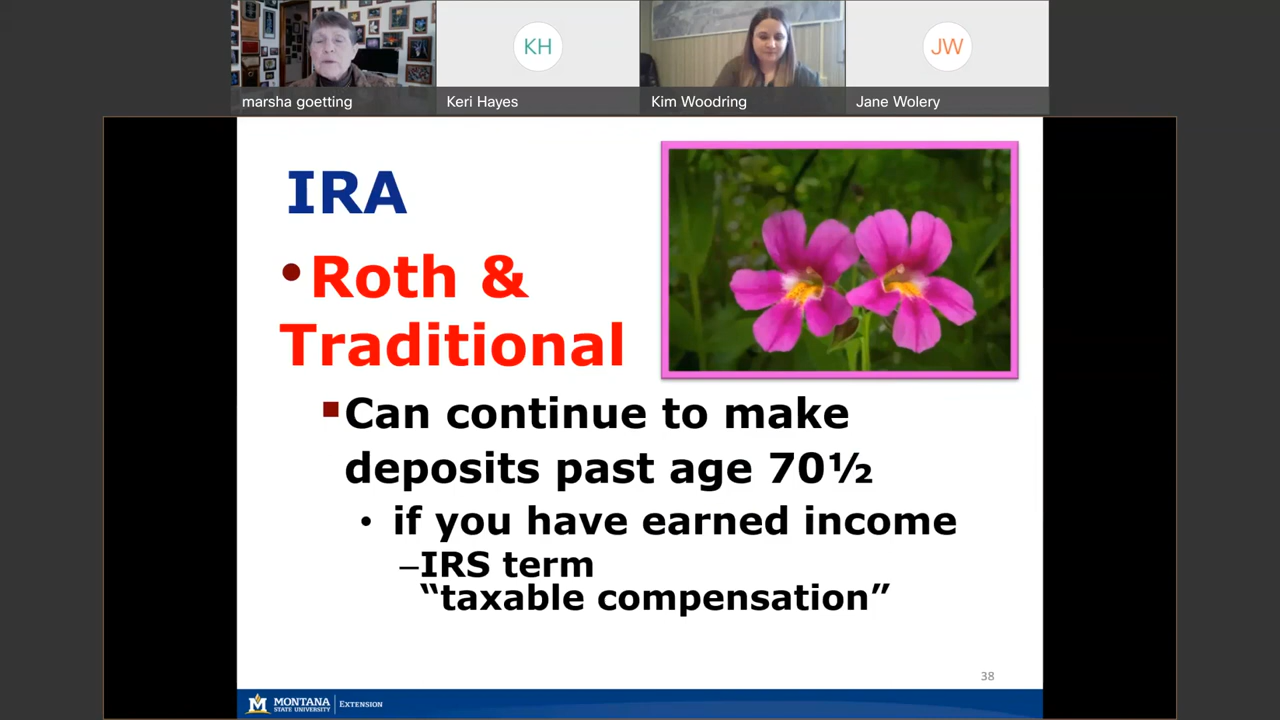 KH
JW
marsha goetting
Keri Hayes
Kim Woodring
Jane Wolery
IRA
•Roth &
Traditional
▪Can continue to make
deposits past age 70½
• if you have earned income
–IRS term
“taxable compensation”
38
M MONTANA
STATE UNIVERSITY
EXTENSION